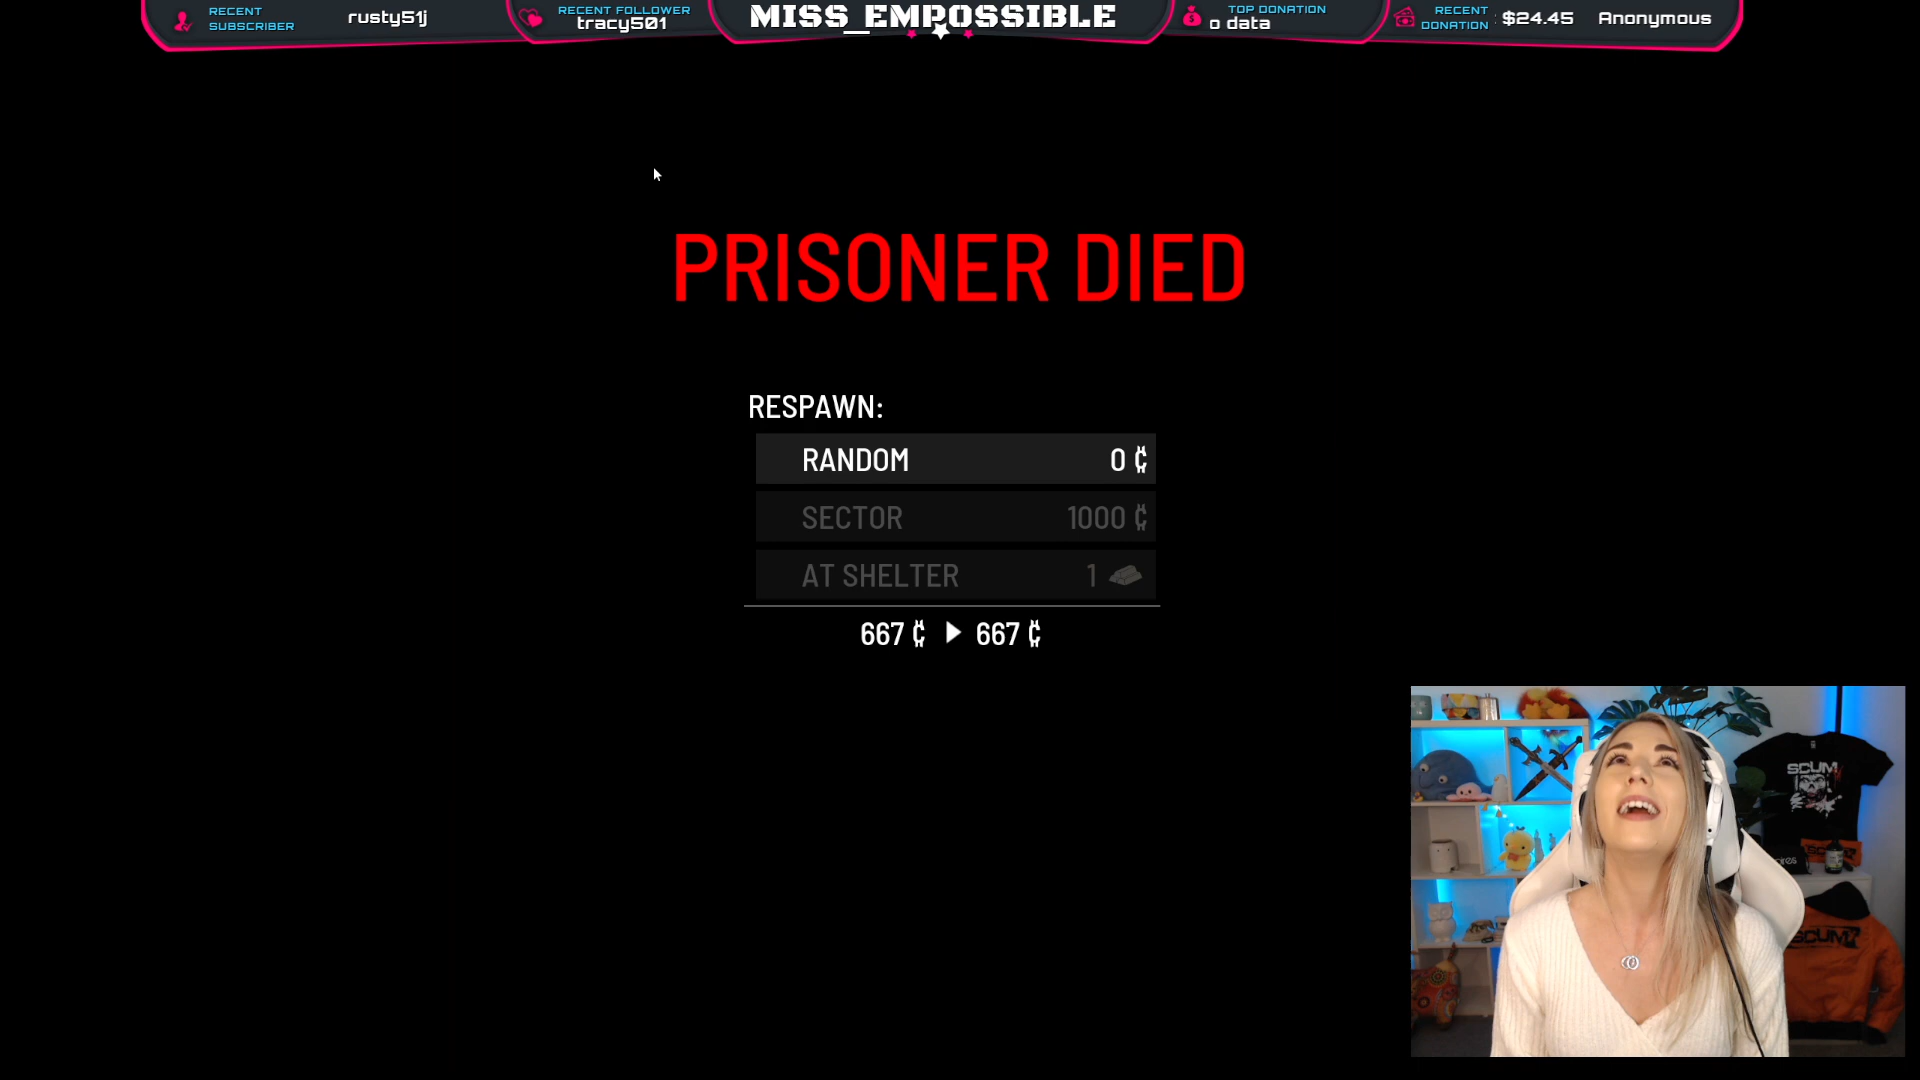 RECENT
SUBSCRIBER
rusty51j
RECENT FOLLOWER
tracy501
MISS_EMPOSSIBLE
TOP DONATION
o data
RECENT
DONATION
: $24.45 Anonymous
PRISONER DIED
RESPAWN:
RANDOM 0 ₵
SECTOR 1000 ₵
AT SHELTER 1
667 ₵ ▶ 667 ₵
SCUM
SCUM